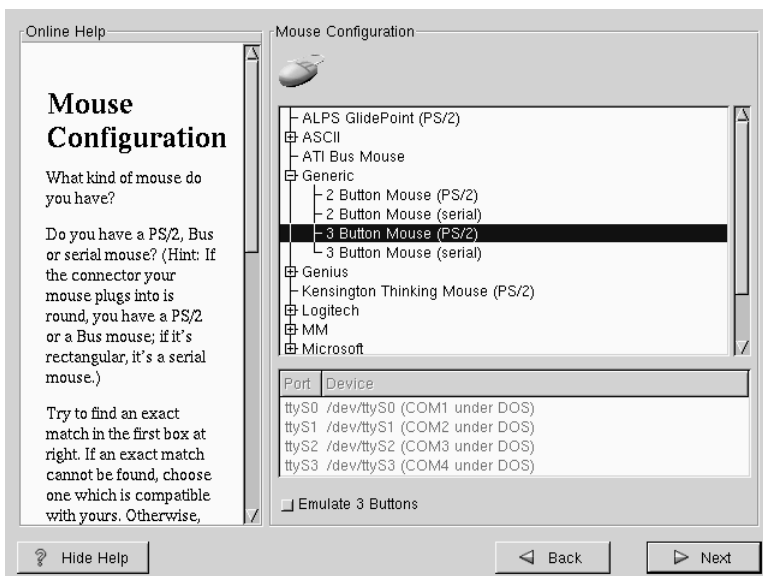 Online Help
Mouse
Configuration
What kind of mouse do
you have?
Do you have a PS/2, Bus
or serial mouse? (Hint: If
the connector your
mouse plugs into is
round, you have a PS/2
or a Bus mouse; if it's
rectangular, it's a serial
mouse.)
Try to find an exact
match in the first box at
right. If an exact match
cannot be found, choose
one which is compatible
with yours. Otherwise,
Mouse Configuration
ALPS GlidePoint (PS/2)
ASCII
ATI Bus Mouse
Generic
2 Button Mouse (PS/2)
2 Button Mouse (serial)
3 Button Mouse (PS/2)
3 Button Mouse (serial)
Genius
Kensington Thinking Mouse (PS/2)
Logitech
MM
Microsoft
Port Device
ttyS0 /dev/ttyS0 (COM1 under DOS)
ttyS1 /dev/ttyS1 (COM2 under DOS)
ttyS2 /dev/ttyS2 (COM3 under DOS)
ttyS3 /dev/ttyS3 (COM4 under DOS)
Emulate 3 Buttons
Hide Help
Back
Next